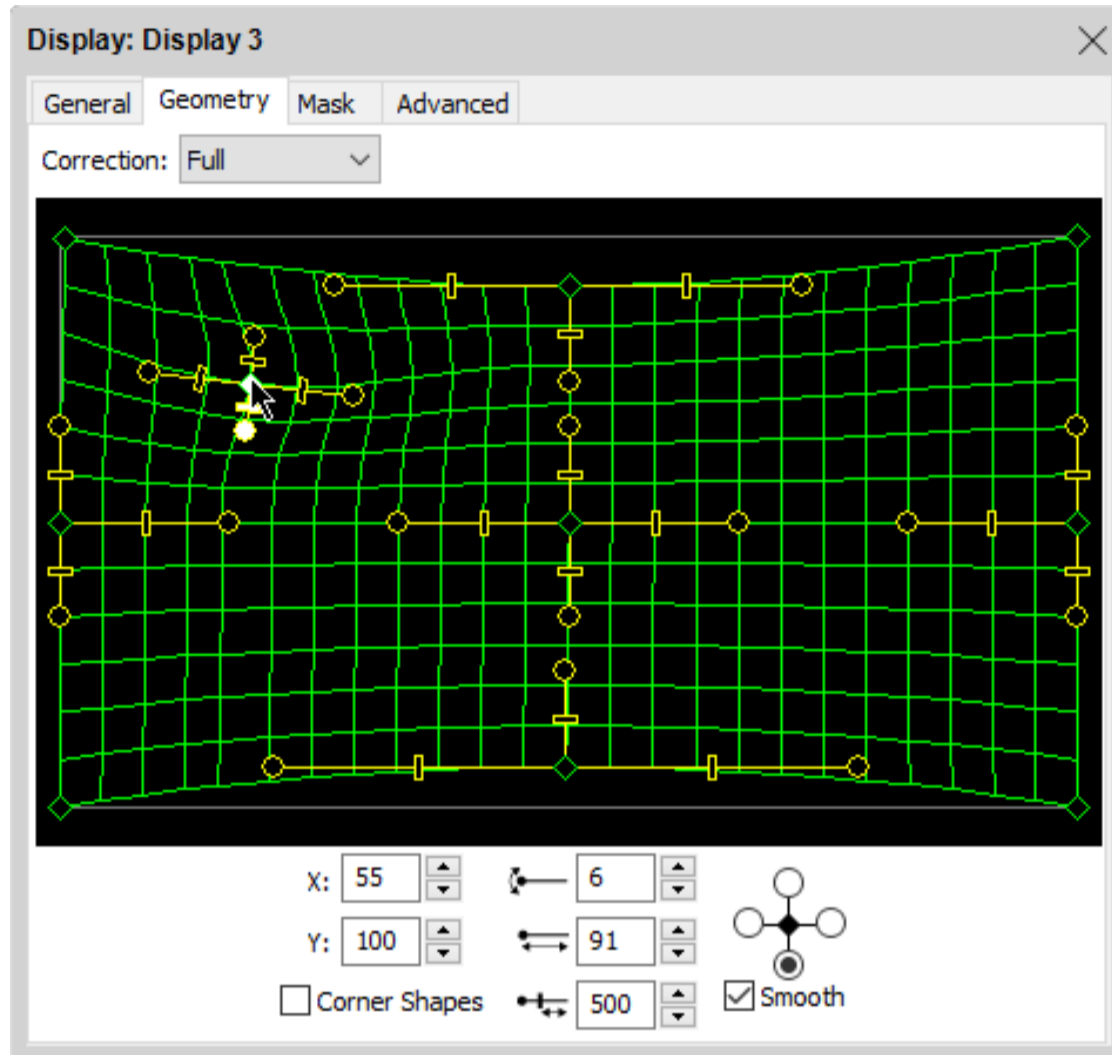 Display: Display 3
General Geometry Mask Advanced
Correction: Full
X: 55 6
Y: 100 91
Corner Shapes 500 Smooth